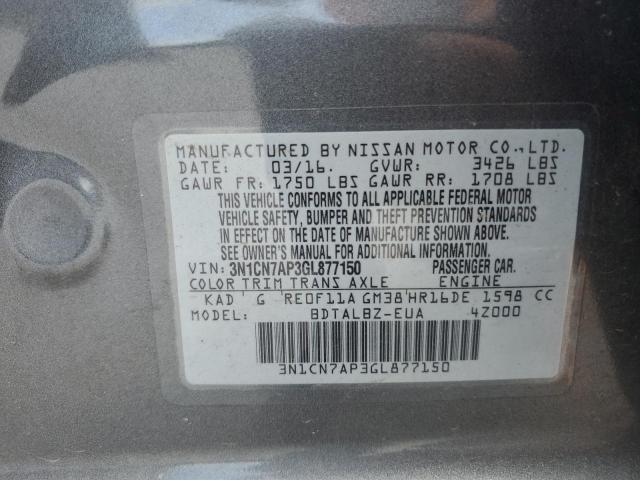 MANUFACTURED BY NISSAN MOTOR CO.,LTD.
DATE: 03/16. GVWR: 3426 LBS
GAWR FR: 1750 LBS GAWR RR: 1708 LBS
THIS VEHICLE CONFORMS TO ALL APPLICABLE FEDERAL MOTOR
VEHICLE SAFETY, BUMPER AND THEFT PREVENTION STANDARDS
IN EFFECT ON THE DATE OF MANUFACTURE SHOWN ABOVE.
SEE OWNER'S MANUAL FOR ADDITIONAL INFORMATION.
VIN: 3N1CN7AP3GL877150 PASSENGER CAR.
COLOR TRIM TRANS AXLE ENGINE
KAD G RE0F11A GM38 HR16DE 1598 CC
MODEL: BDTALBZ-EUA 4Z000
3N1CN7AP3GL877150